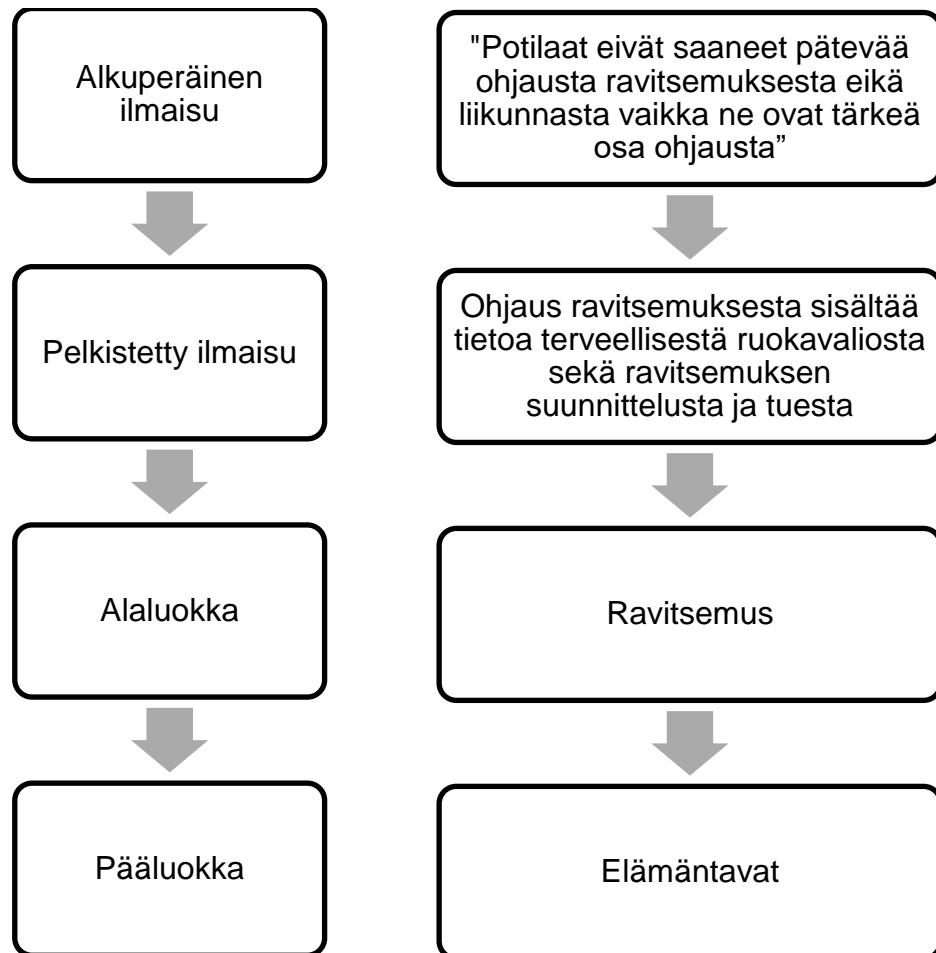 Alkuperäinen
ilmaisu
"Potilaat eivät saaneet pätevää
ohjausta ravitsemuksesta eikä
liikunnasta vaikka ne ovat tärkeä
osa ohjausta”
Pelkistetty ilmaisu
Ohjaus ravitsemuksesta sisältää
tietoa terveellisestä ruokavaliosta
sekä ravitsemuksen
suunnittelusta ja tuesta
Alaluokka
Ravitsemus
Pääluokka
Elämäntavat